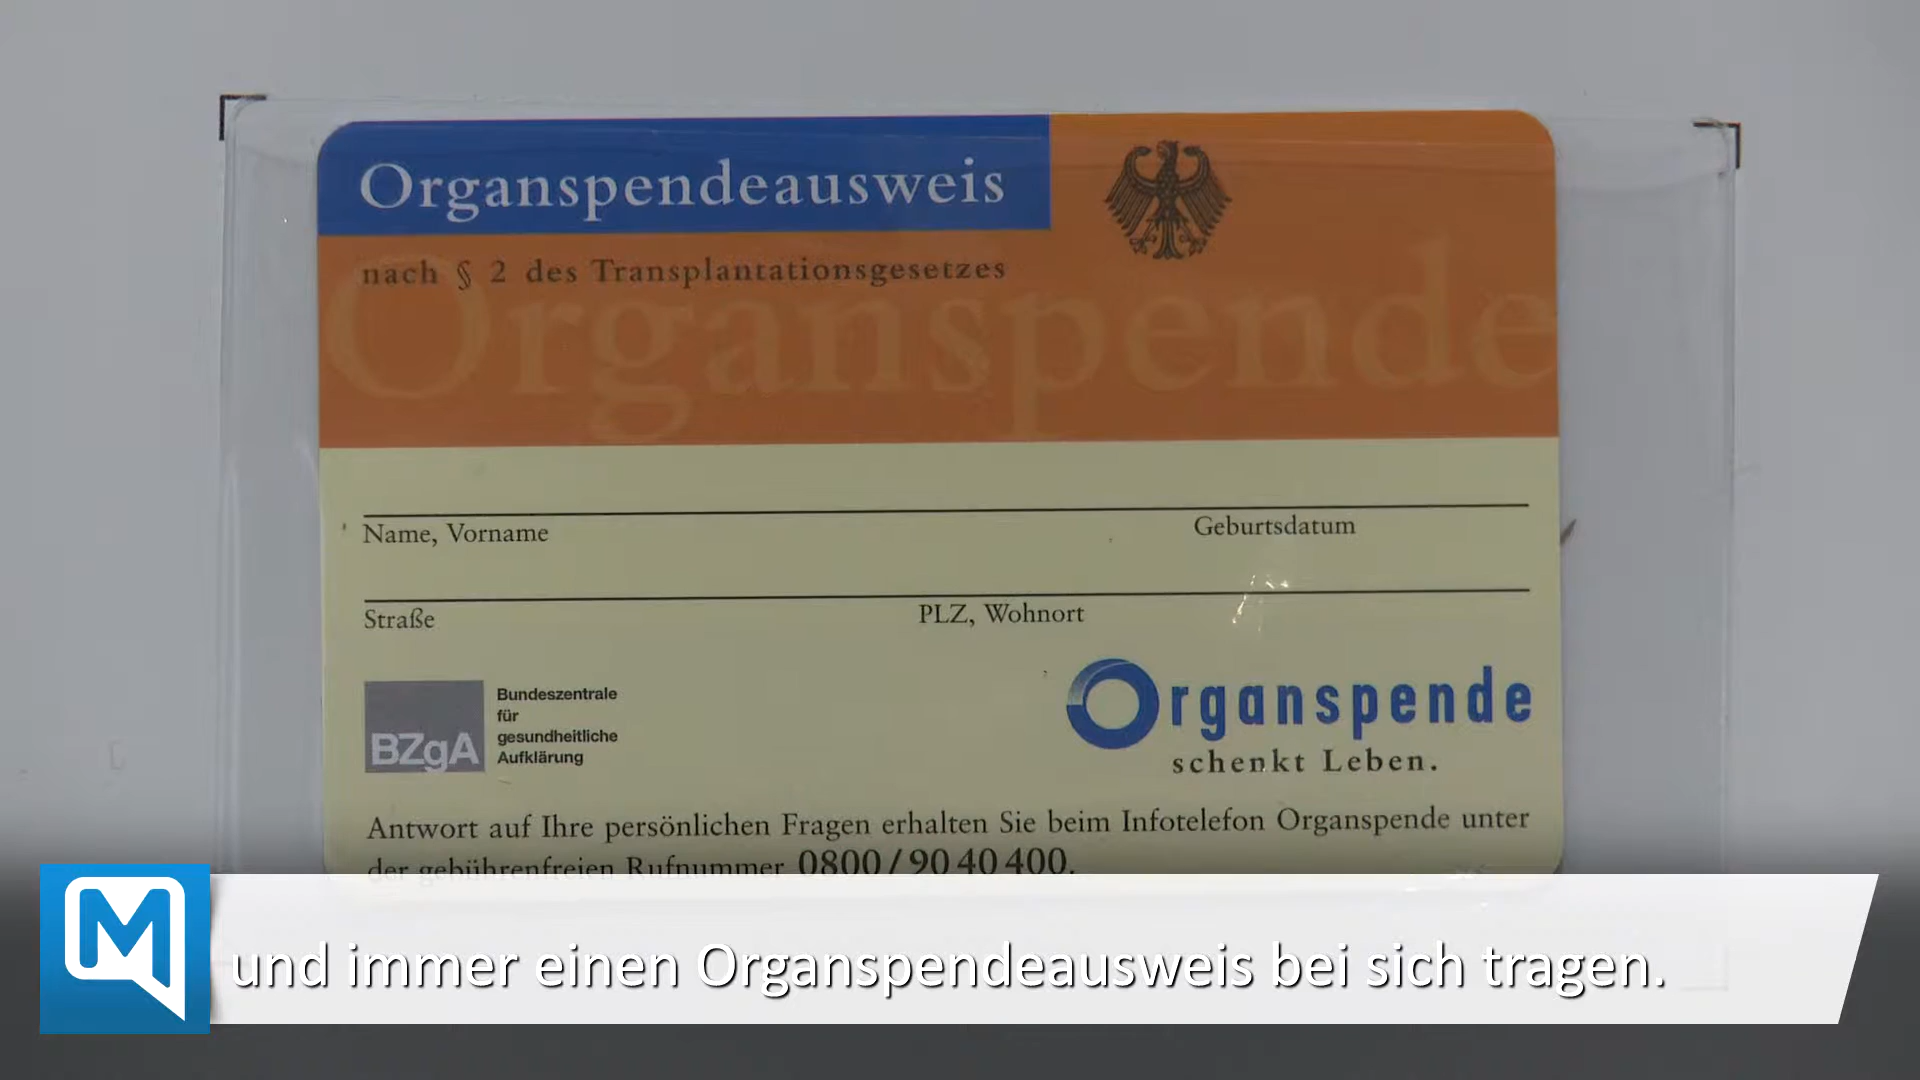 Organspendeausweis
nach § 2 des Transplantationsgesetzes
Organspende
Name, Vorname Geburtsdatum
Straße PLZ, Wohnort
BZgA
Bundeszentrale
für
gesundheitliche
Aufklärung
Organspende
schenkt Leben.
Antwort auf Ihre persönlichen Fragen erhalten Sie beim Infotelefon Organspende unter
der gebührenfreien Rufnummer 0800/90 40 400.
M
und immer einen Organspendeausweis bei sich tragen.